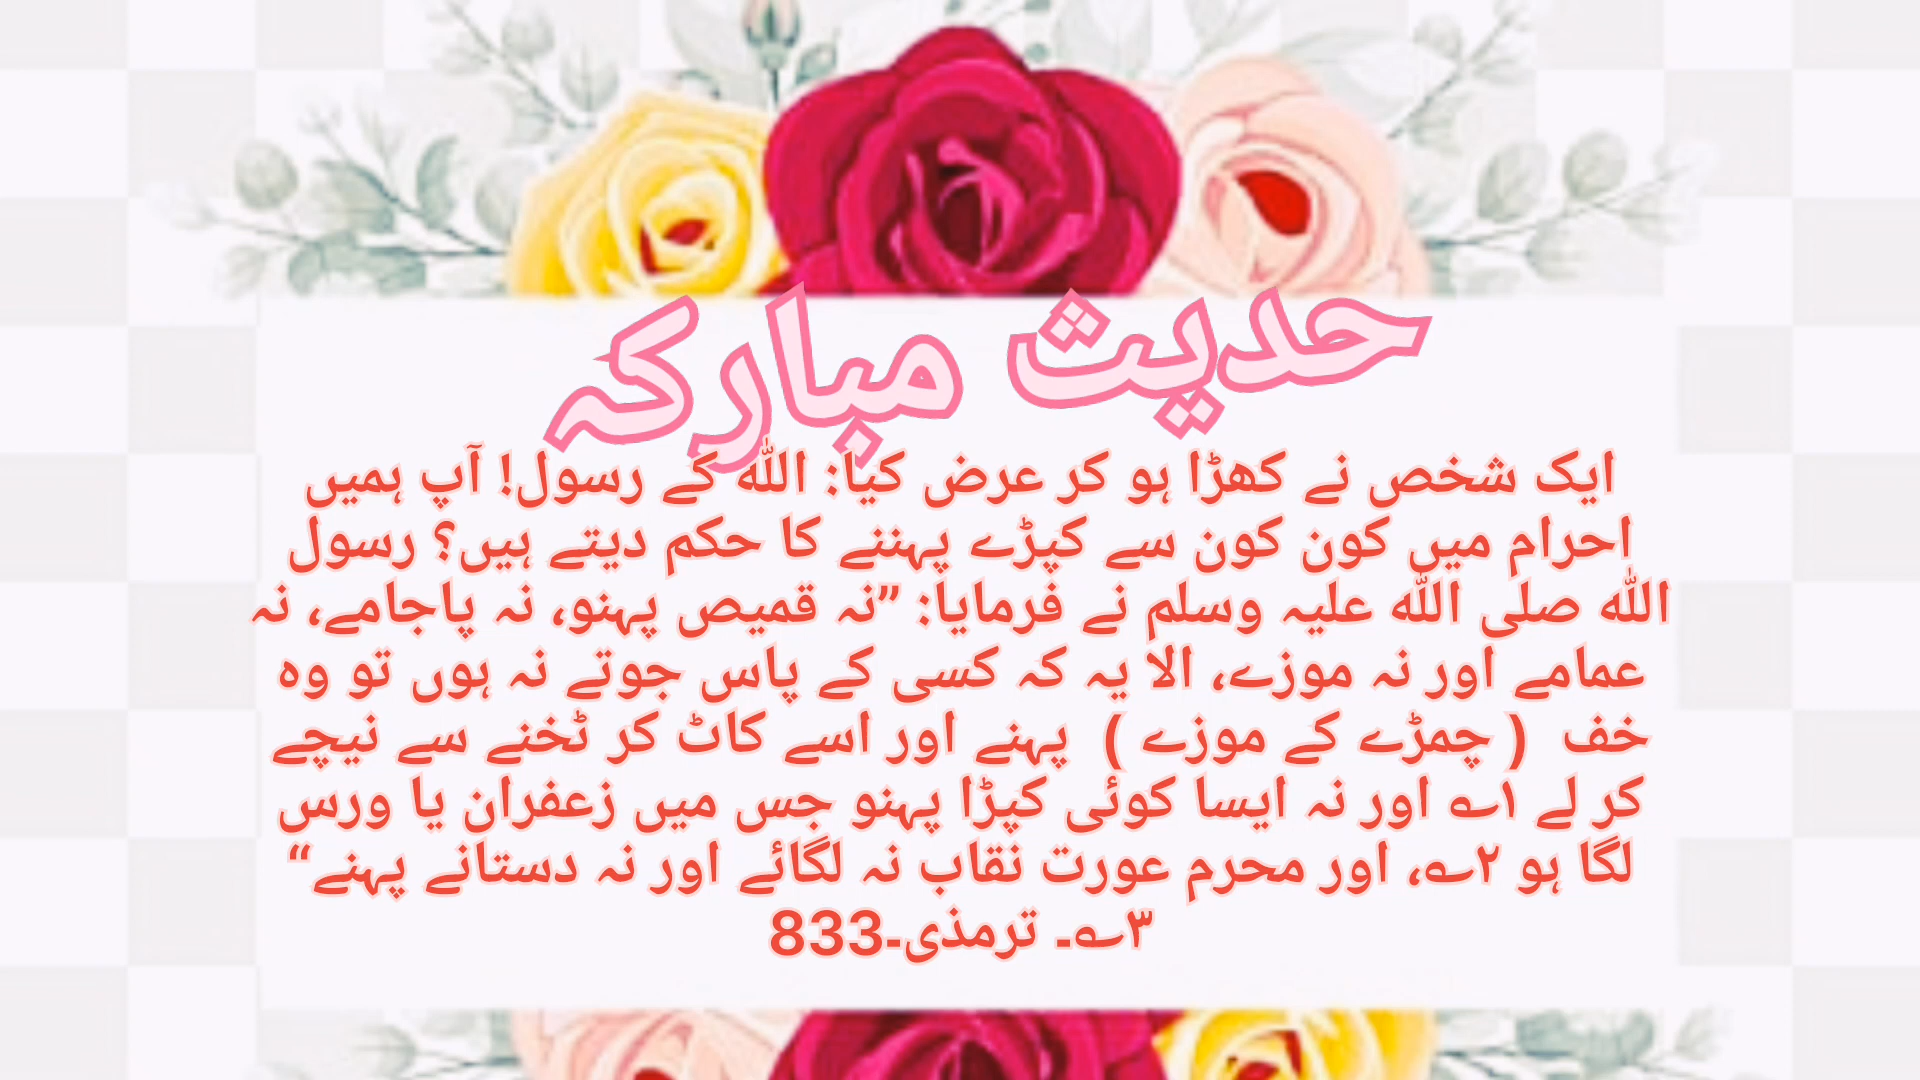 حدیث مبارکہ
ایک شخص نے کھڑا ہو کر عرض کیا: اللہ کے رسول! آپ ہمیں
احرام میں کون کون سے کپڑے پہننے کا حکم دیتے ہیں؟ رسول
اللہ صلی اللہ علیہ وسلم نے فرمایا: ”نہ قمیص پہنو، نہ پاجامے، نہ
عمامے اور نہ موزے، الا یہ کہ کسی کے پاس جوتے نہ ہوں تو وہ
خف ( چمڑے کے موزے ) پہنے اور اسے کاٹ کر ٹخنے سے نیچے
کر لے ۱؎ اور نہ ایسا کوئی کپڑا پہنو جس میں زعفران یا ورس
لگا ہو ۲؎، اور محرم عورت نقاب نہ لگائے اور نہ دستانے پہنے“
۳؎۔ ترمذی۔833